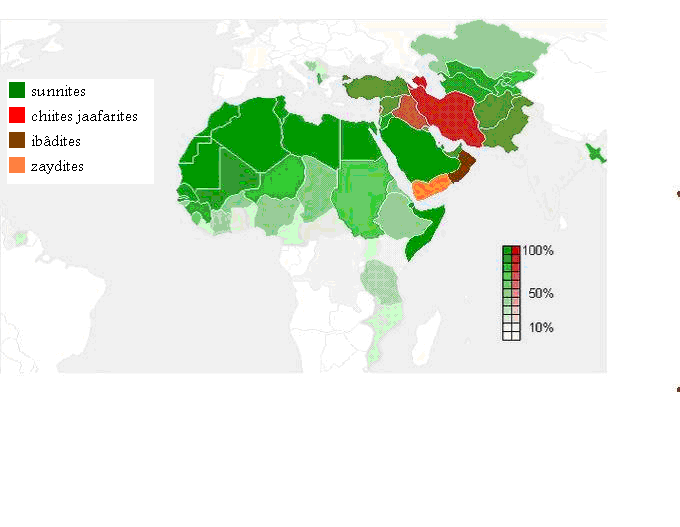 sunnites
chiites jaafarites
ibâdites
zaydites
100%
50%
10%